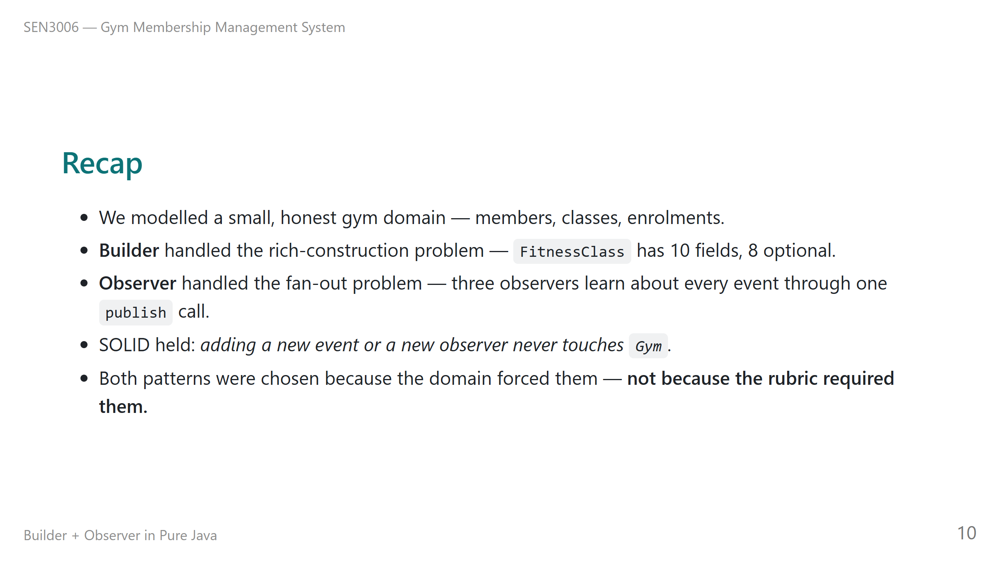 SEN3006 — Gym Membership Management System
Recap
• We modelled a small, honest gym domain — members, classes, enrolments.
• Builder handled the rich-construction problem — FitnessClass has 10 fields, 8 optional.
• Observer handled the fan-out problem — three observers learn about every event through one
publish call.
• SOLID held: adding a new event or a new observer never touches Gym.
• Both patterns were chosen because the domain forced them — not because the rubric required
them.
Builder + Observer in Pure Java
10